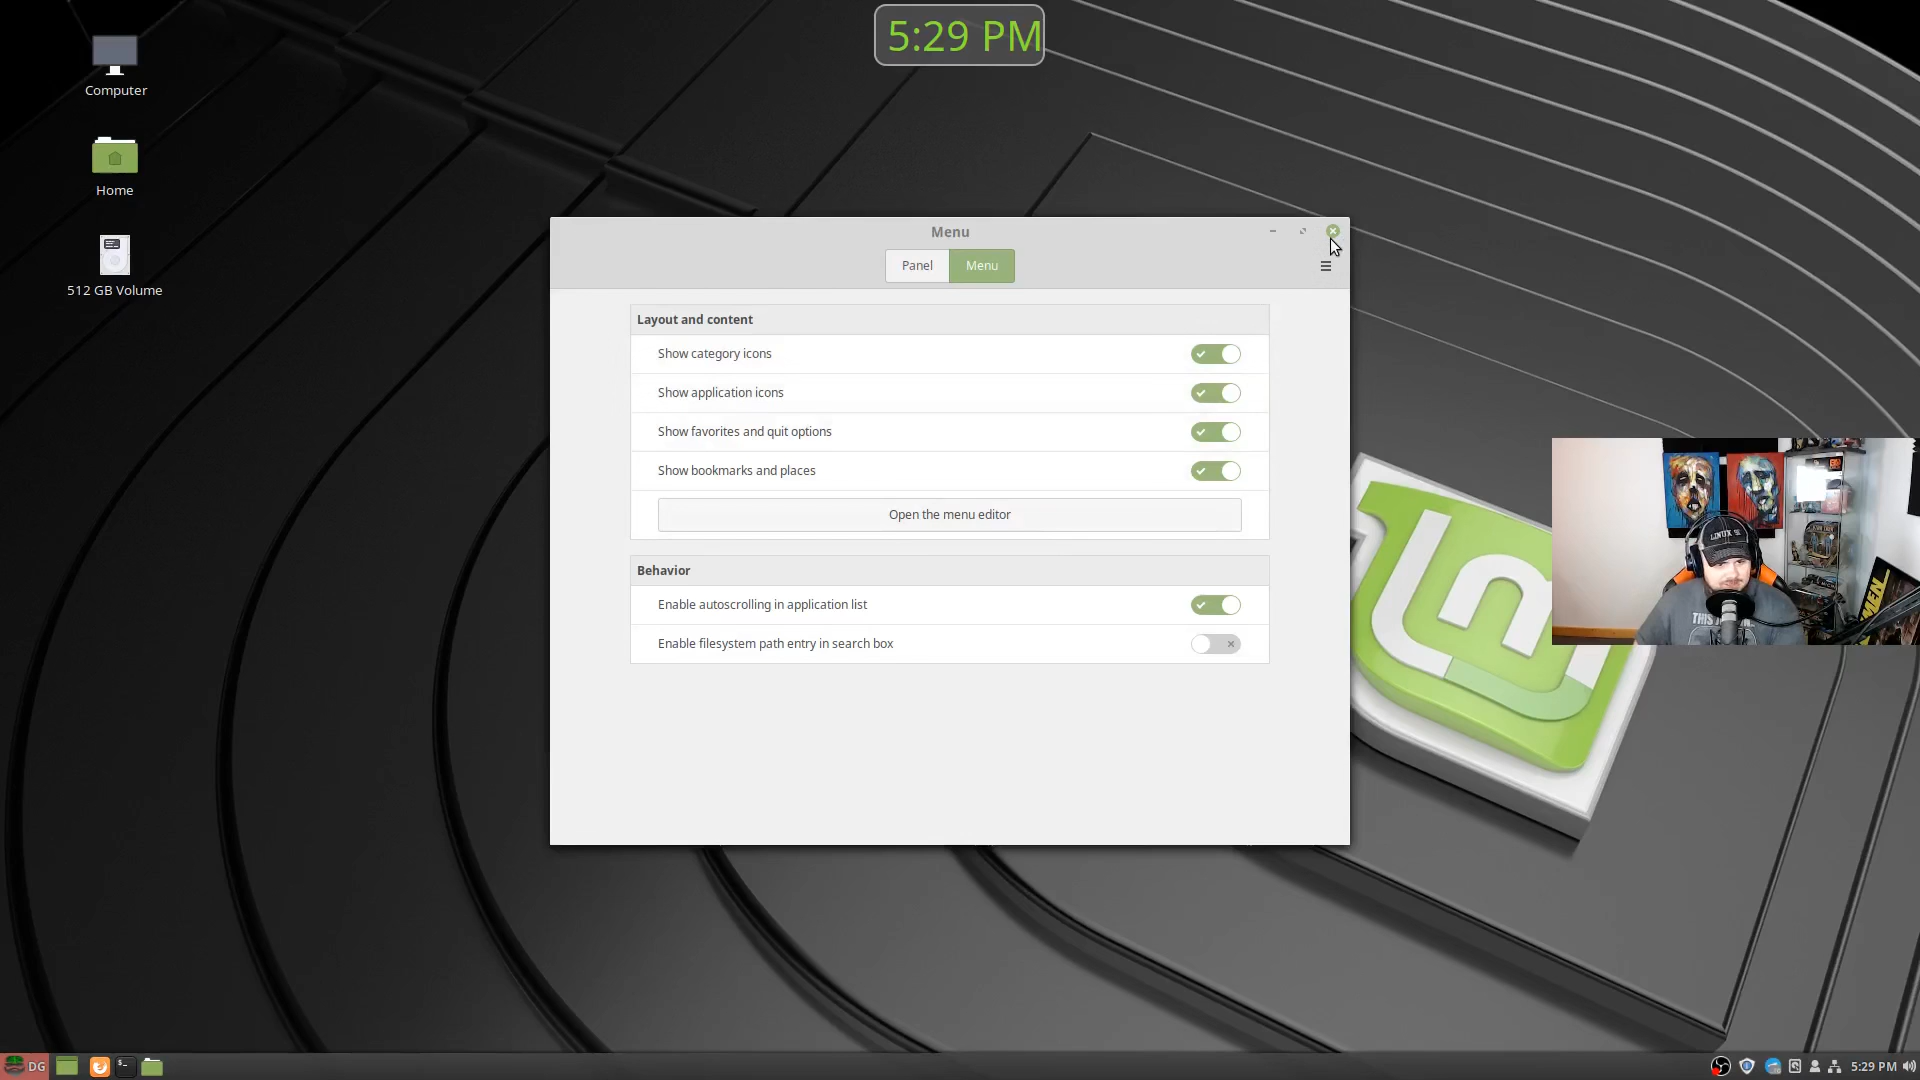 5:29 PM
Computer
Home
512 GB Volume
Menu
Panel
Menu
Layout and content
Show category icons
Show application icons
Show favorites and quit options
Show bookmarks and places
Open the menu editor
Behavior
Enable autoscrolling in application list
Enable filesystem path entry in search box
LINUX
THIS
DG
5:29 PM